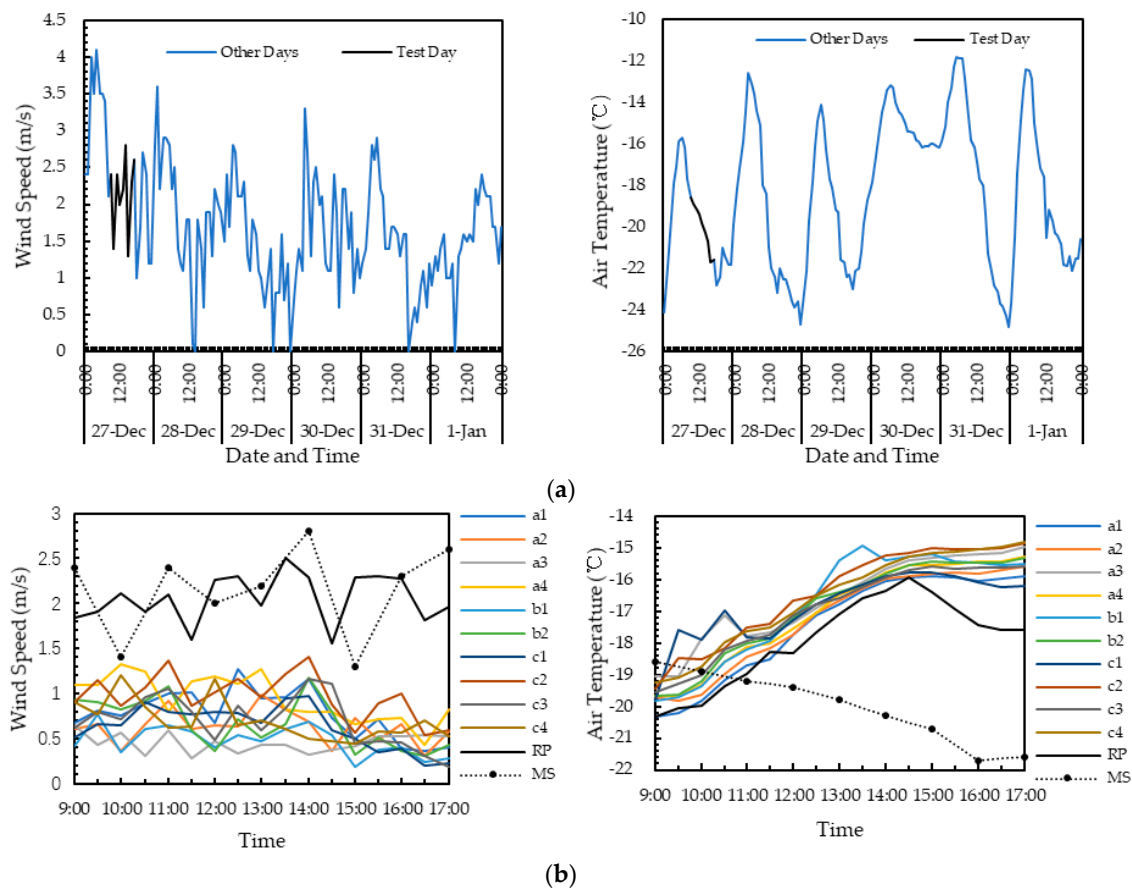 4.5
4
3.5
3
2.5
2
1.5
1
0.5
0
Wind Speed (m/s)
Other Days
Test Day
0:00
12:00
0:00
12:00
0:00
12:00
0:00
12:00
0:00
12:00
0:00
12:00
0:00
27-Dec
28-Dec
29-Dec
30-Dec
31-Dec
1-Jan
Date and Time
-10
-12
-14
-16
-18
-20
-22
-24
-26
Air Temperature (℃)
Other Days
Test Day
0:00
12:00
0:00
12:00
0:00
12:00
0:00
12:00
0:00
12:00
0:00
12:00
0:00
27-Dec
28-Dec
29-Dec
30-Dec
31-Dec
1-Jan
Date and Time
(a)
3
2.5
2
1.5
1
0.5
0
Wind Speed (m/s)
9:00
10:00
11:00
12:00
13:00
14:00
15:00
16:00
17:00
Time
a1
a2
a3
a4
b1
b2
c1
c2
c3
c4
RP
MS
-14
-15
-16
-17
-18
-19
-20
-21
-22
Air Temperature (℃)
9:00
10:00
11:00
12:00
13:00
14:00
15:00
16:00
17:00
Time
a1
a2
a3
a4
b1
b2
c1
c2
c3
c4
RP
MS
(b)